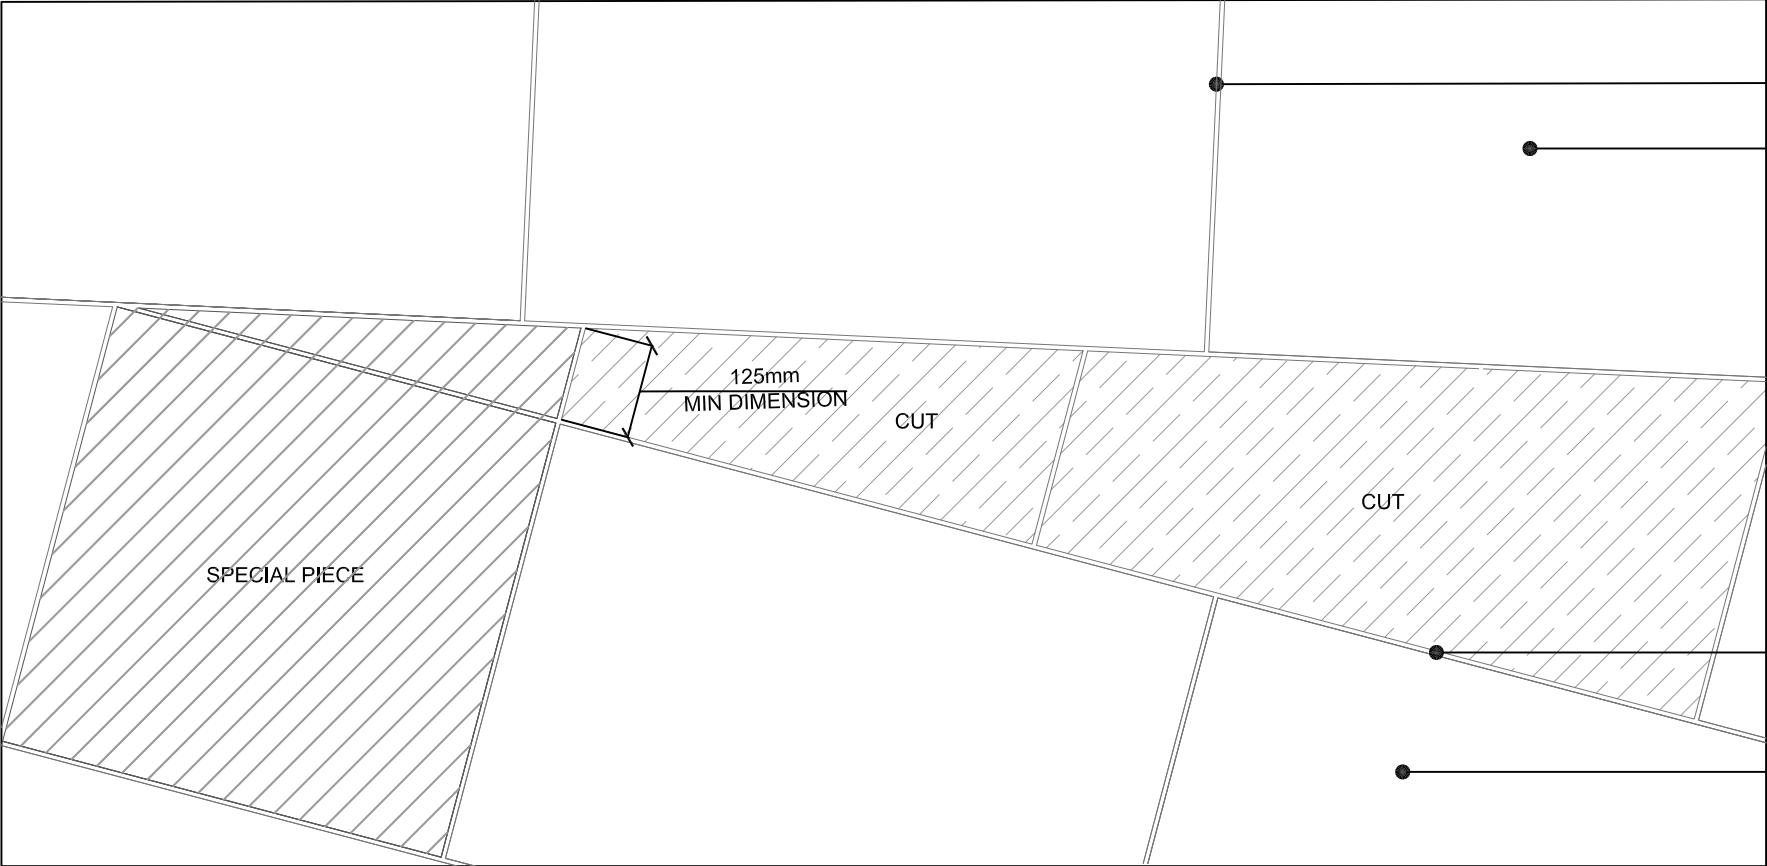 125mm
MIN DIMENSION
CUT
CUT
SPECIAL PIECE